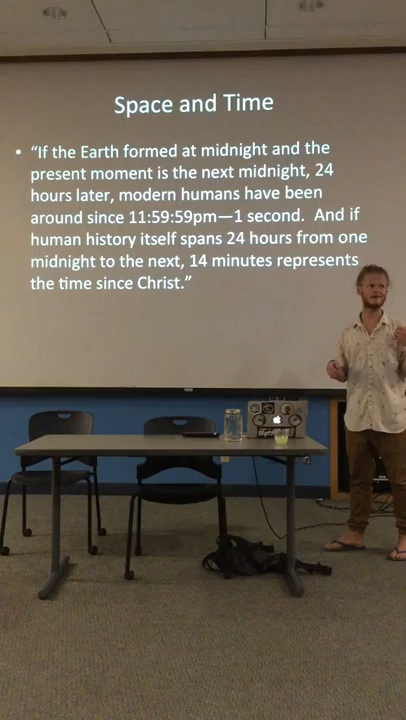 Space and Time
• “If the Earth formed at midnight and the
present moment is the next midnight, 24
hours later, modern humans have been
around since 11:59:59pm—1 second.  And if
human history itself spans 24 hours from one
midnight to the next, 14 minutes represents
the time since Christ.”